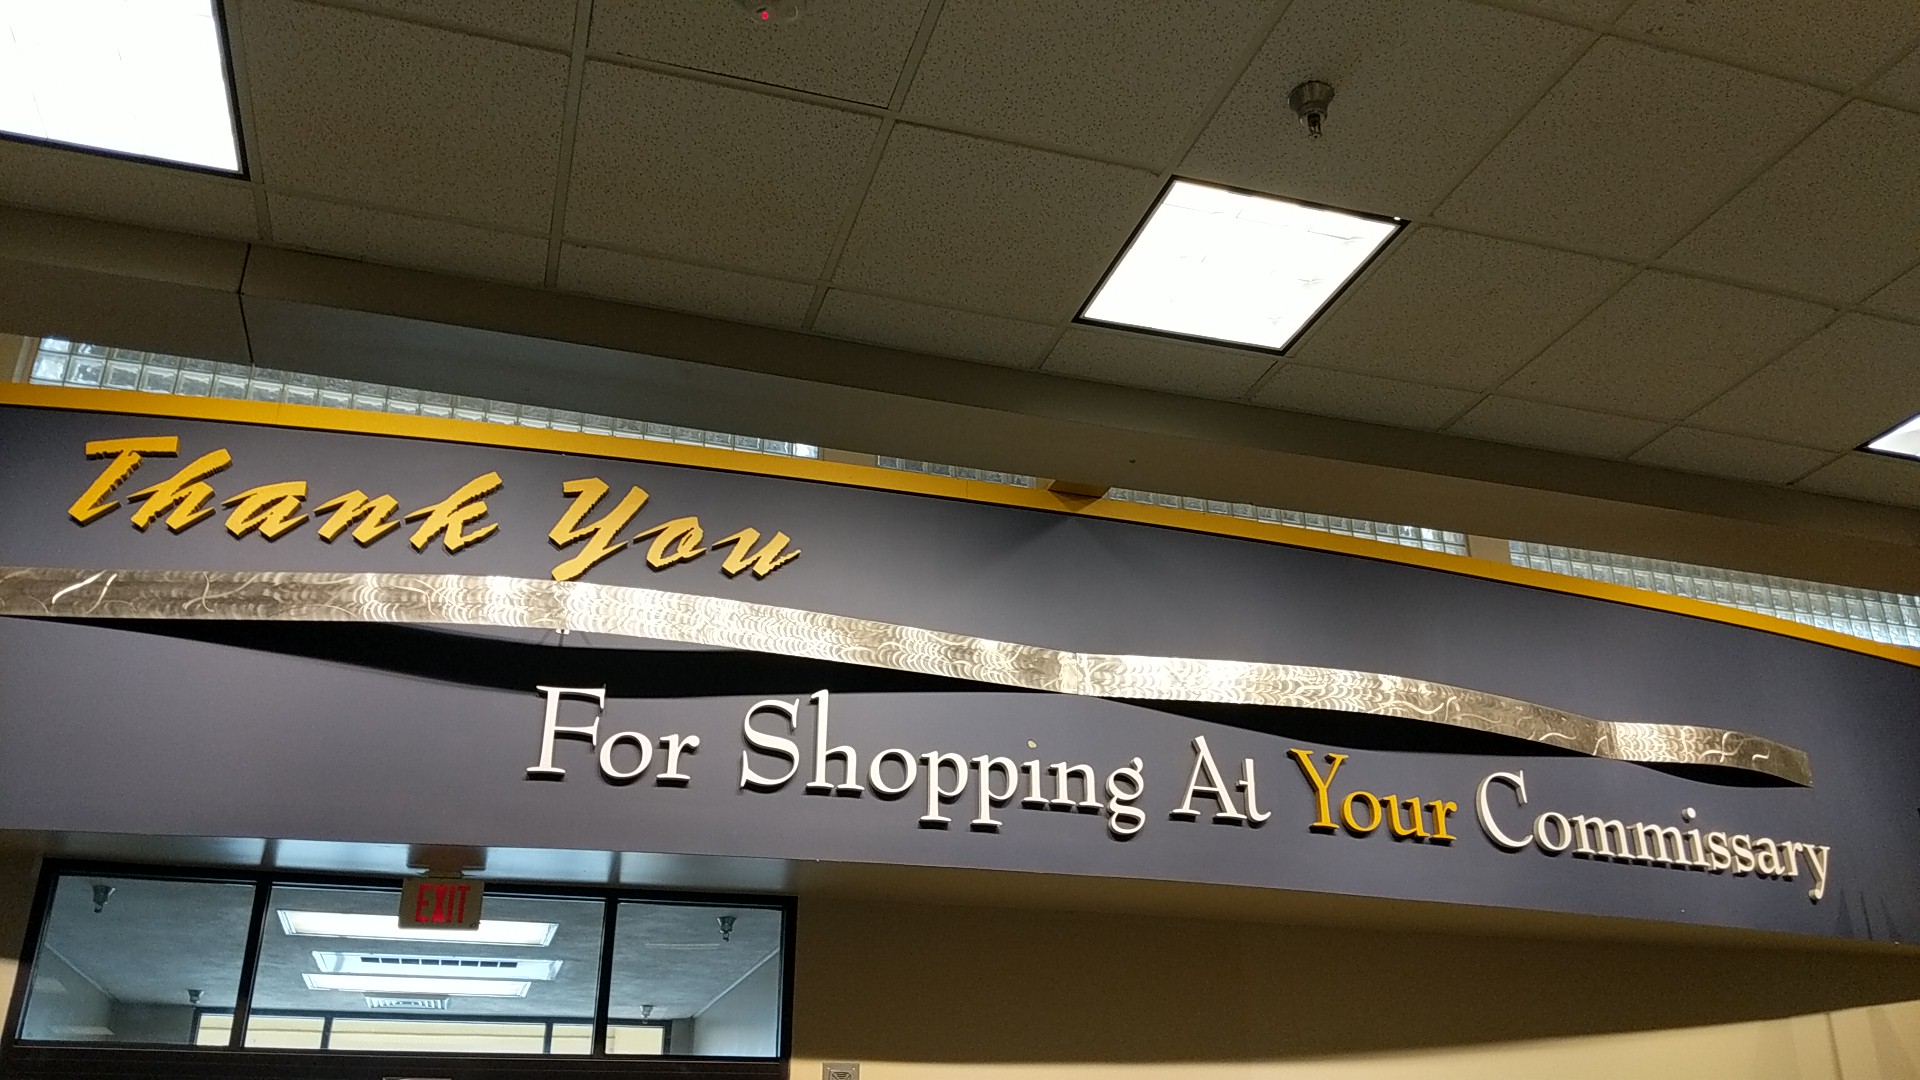 Thank You
For Shopping At Your Commissary
EXIT